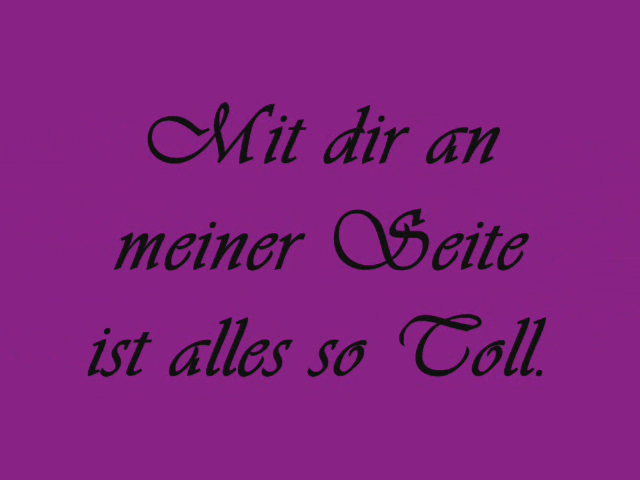 Mit dir an
meiner Seite
ist alles so Toll.